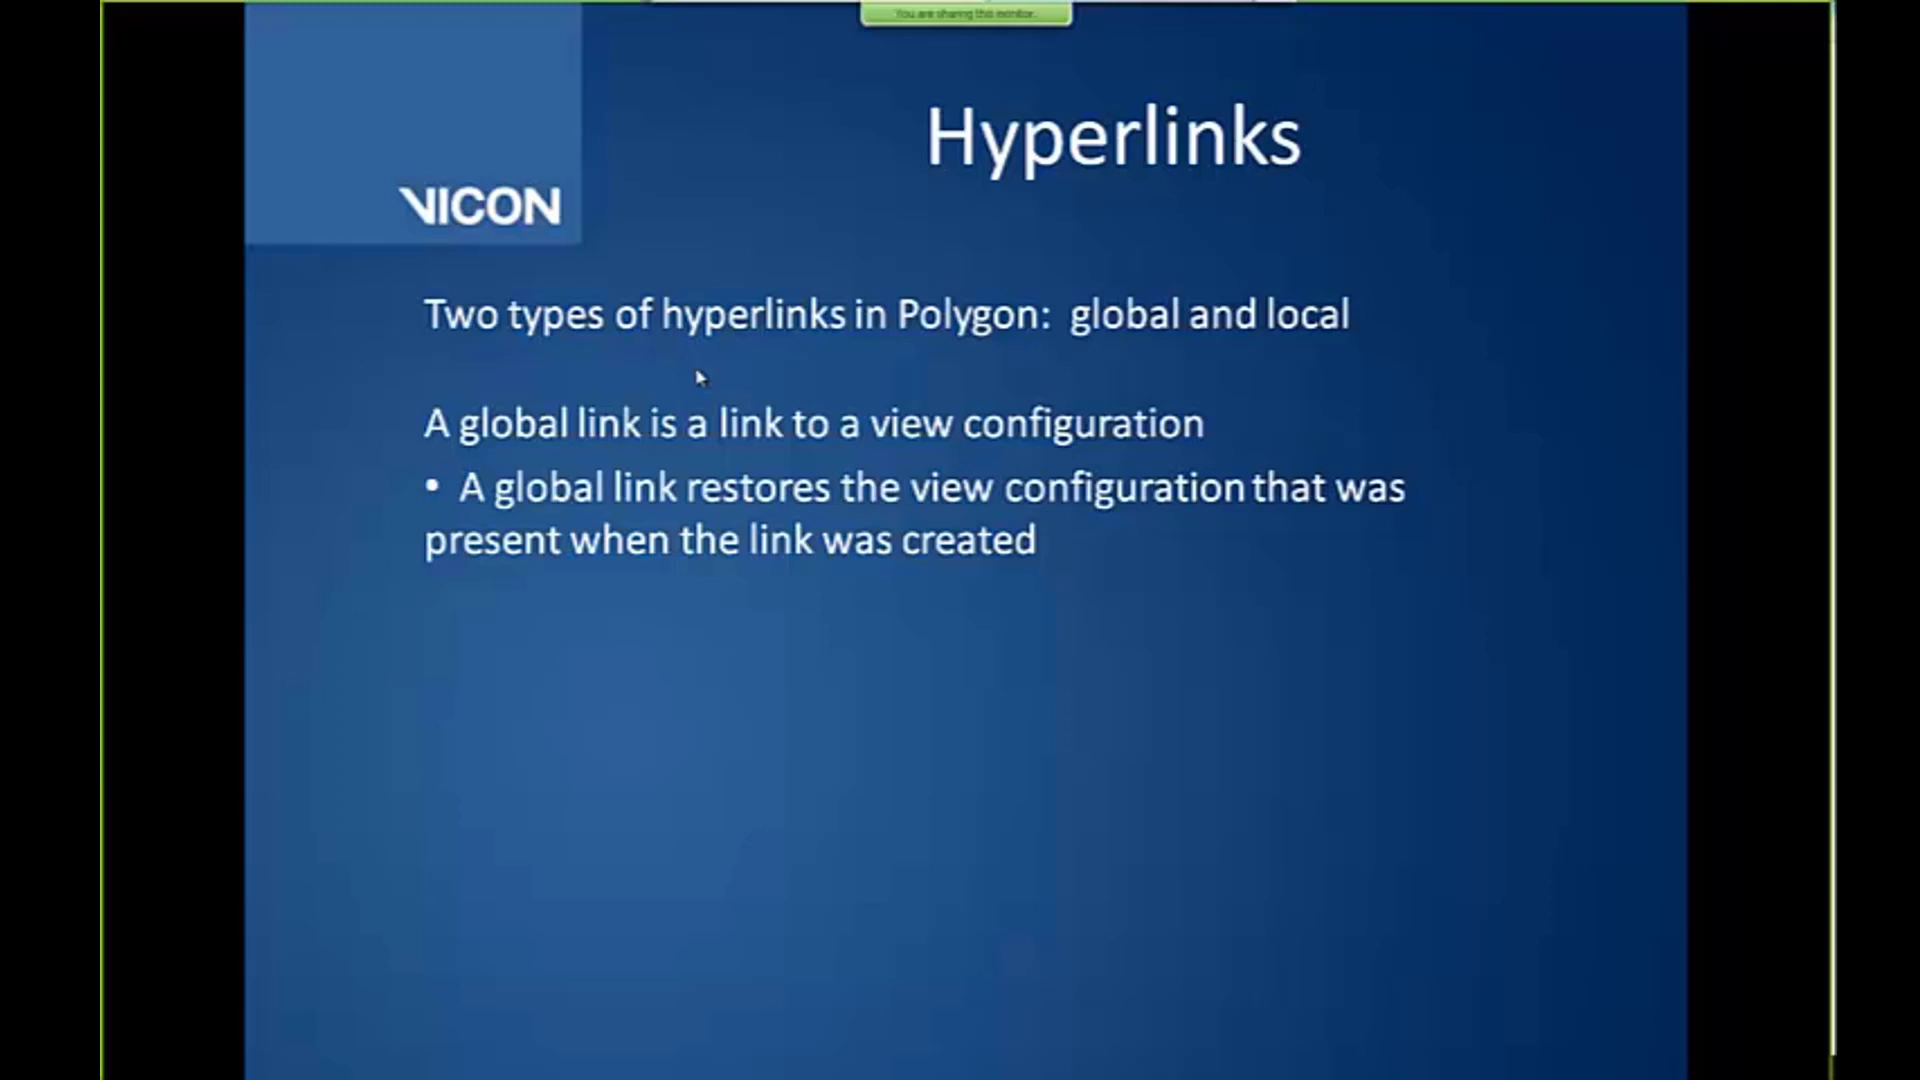 You are sharing this monitor.
Hyperlinks
VICON
Two types of hyperlinks in Polygon: global and local
A global link is a link to a view configuration
• A global link restores the view configuration that was
present when the link was created